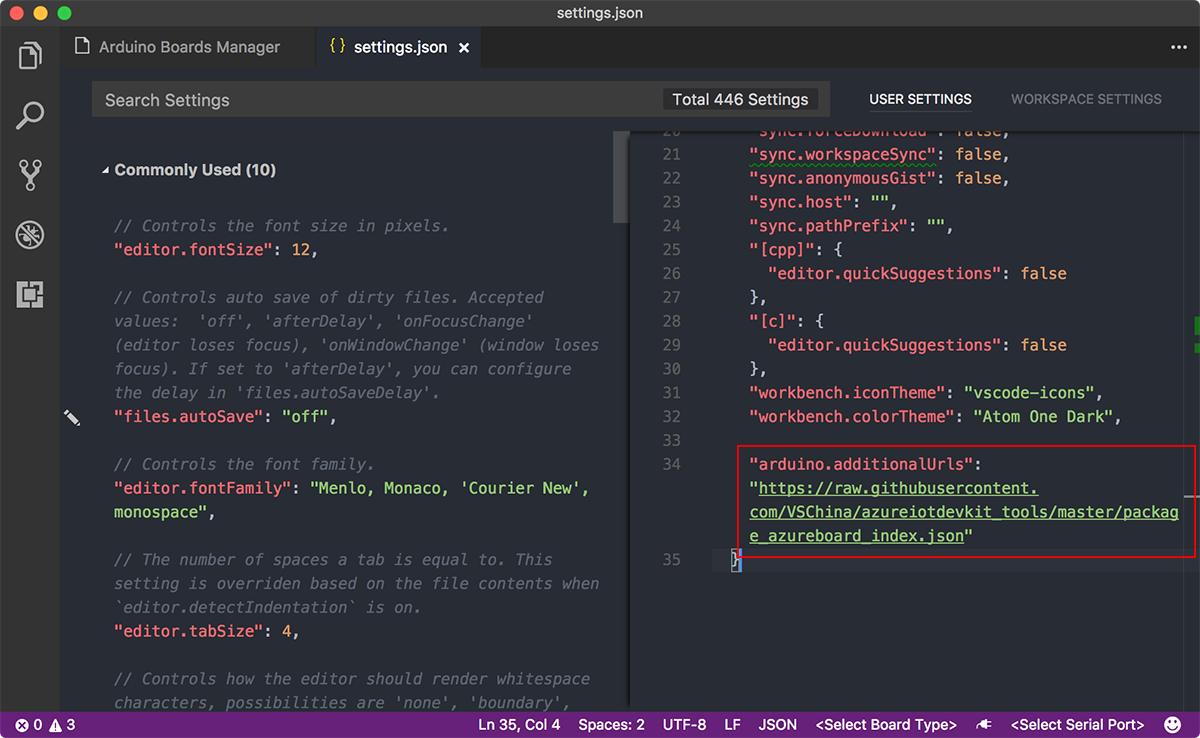 settings.json
Arduino Boards Manager
{} settings.json ×
Search Settings
Total 446 Settings
USER SETTINGS
WORKSPACE SETTINGS
Commonly Used (10)
// Controls the font size in pixels.
"editor.fontSize": 12,
// Controls auto save of dirty files. Accepted
values:  'off', 'afterDelay', 'onFocusChange'
(editor loses focus), 'onWindowChange' (window loses
focus). If set to 'afterDelay', you can configure
the delay in 'files.autoSaveDelay'.
"files.autoSave": "off",
// Controls the font family.
"editor.fontFamily": "Menlo, Monaco, 'Courier New',
monospace",
// The number of spaces a tab is equal to. This
setting is overriden based on the file contents when
`editor.detectIndentation` is on.
"editor.tabSize": 4,
// Controls how the editor should render whitespace
characters, possibilities are 'none', 'boundary',
20 "sync.forceDownload": false,
21 "sync.workspaceSync": false,
22 "sync.anonymousGist": false,
23 "sync.host": "",
24 "sync.pathPrefix": "",
25 "[cpp]": {
26 "editor.quickSuggestions": false
27 },
28 "[c]": {
29 "editor.quickSuggestions": false
30 },
31 "workbench.iconTheme": "vscode-icons",
32 "workbench.colorTheme": "Atom One Dark",
33
34 "arduino.additionalUrls":
"https://raw.githubusercontent.
com/VSChina/azureiotdevkit_tools/master/packag
e_azureboard_index.json"
35 }
0 3
Ln 35, Col 4
Spaces: 2
UTF-8
LF
JSON
<Select Board Type>
<Select Serial Port>